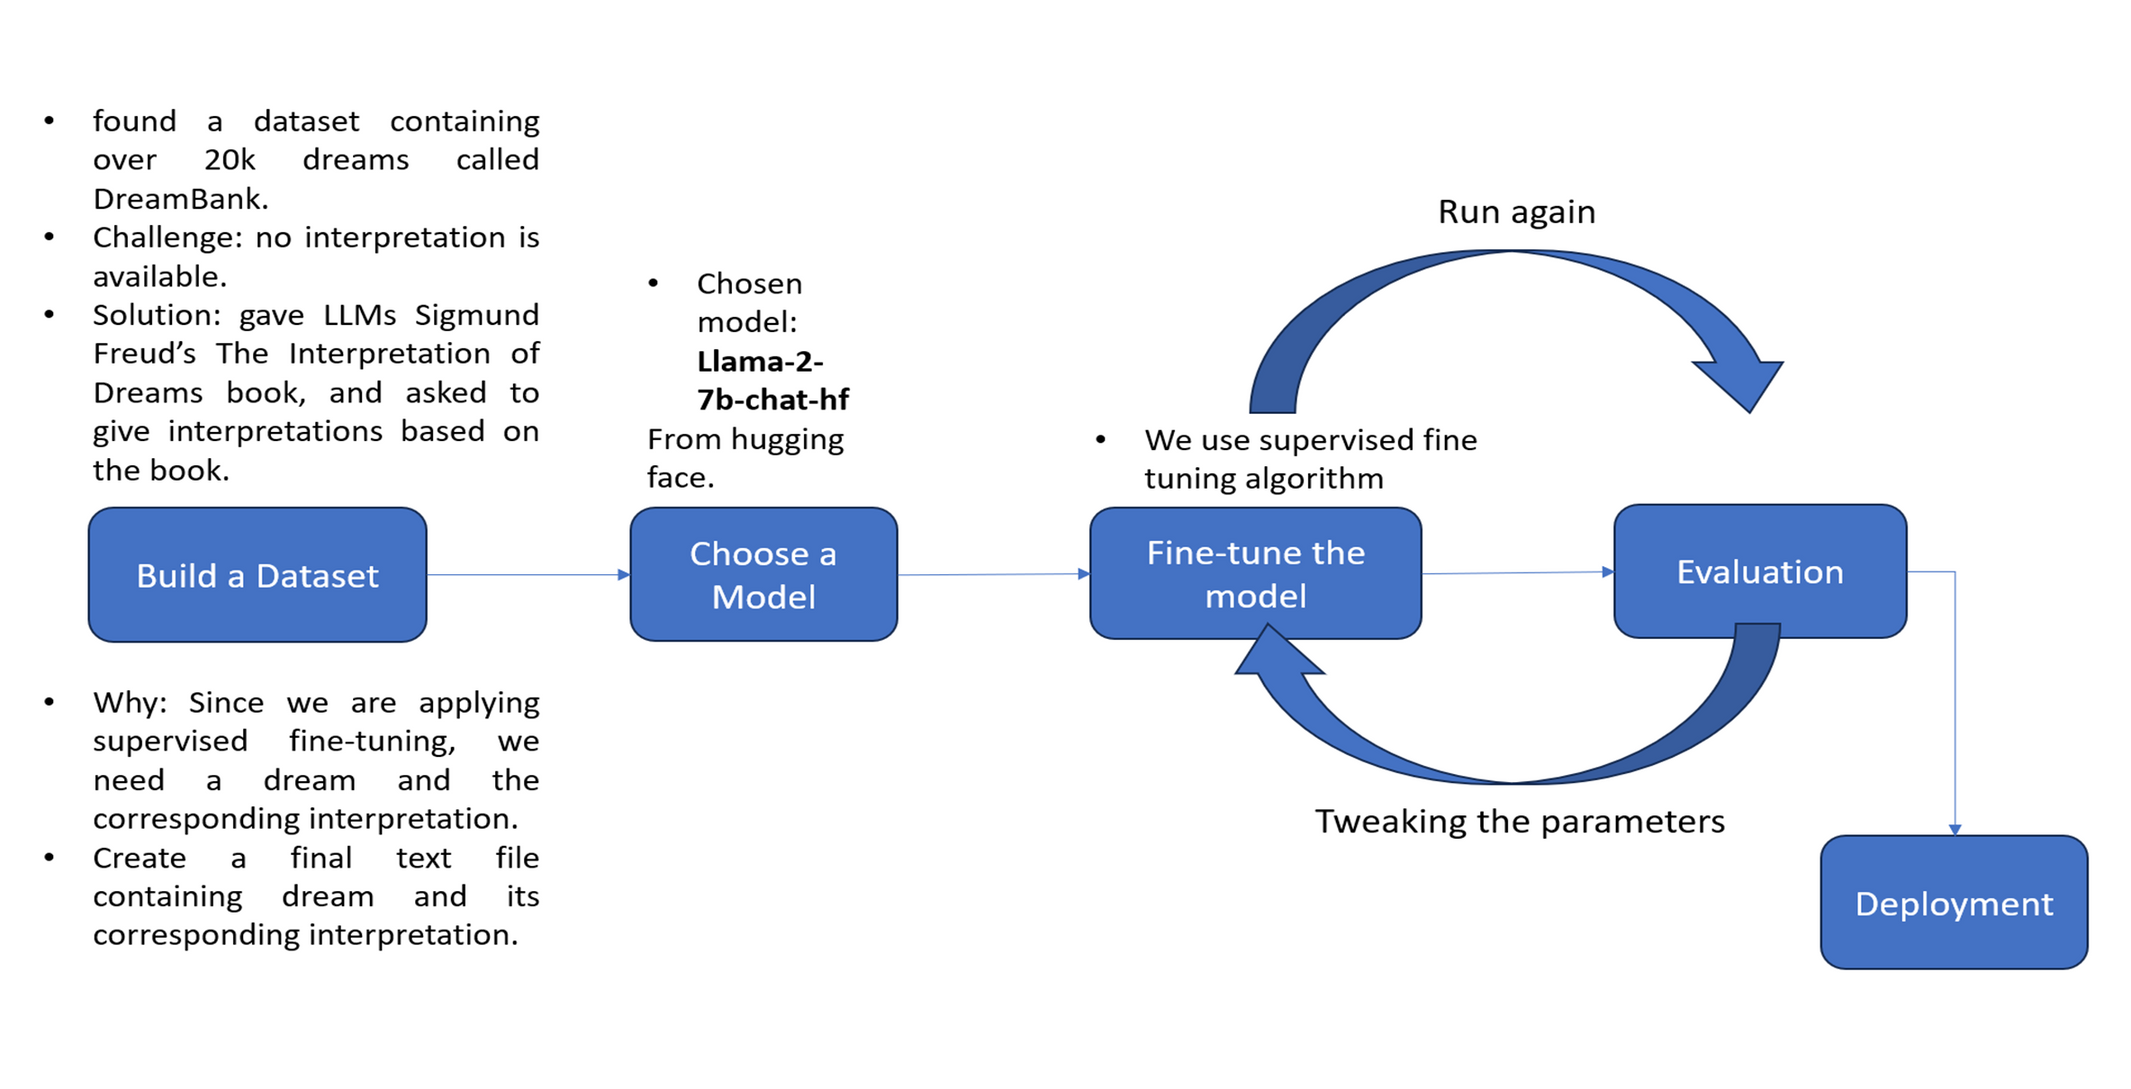 • found a dataset containing
over 20k dreams called
DreamBank.
• Challenge: no interpretation is
available.
• Solution: gave LLMs Sigmund
Freud’s The Interpretation of
Dreams book, and asked to
give interpretations based on
the book.
Build a Dataset
• Why: Since we are applying
supervised fine-tuning, we
need a dream and the
corresponding interpretation.
• Create a final text file
containing dream and its
corresponding interpretation.
• Chosen
model:
Llama-2-
7b-chat-hf
From hugging
face.
Choose a
Model
Run again
• We use supervised fine
tuning algorithm
Fine-tune the
model
Evaluation
Tweaking the parameters
Deployment